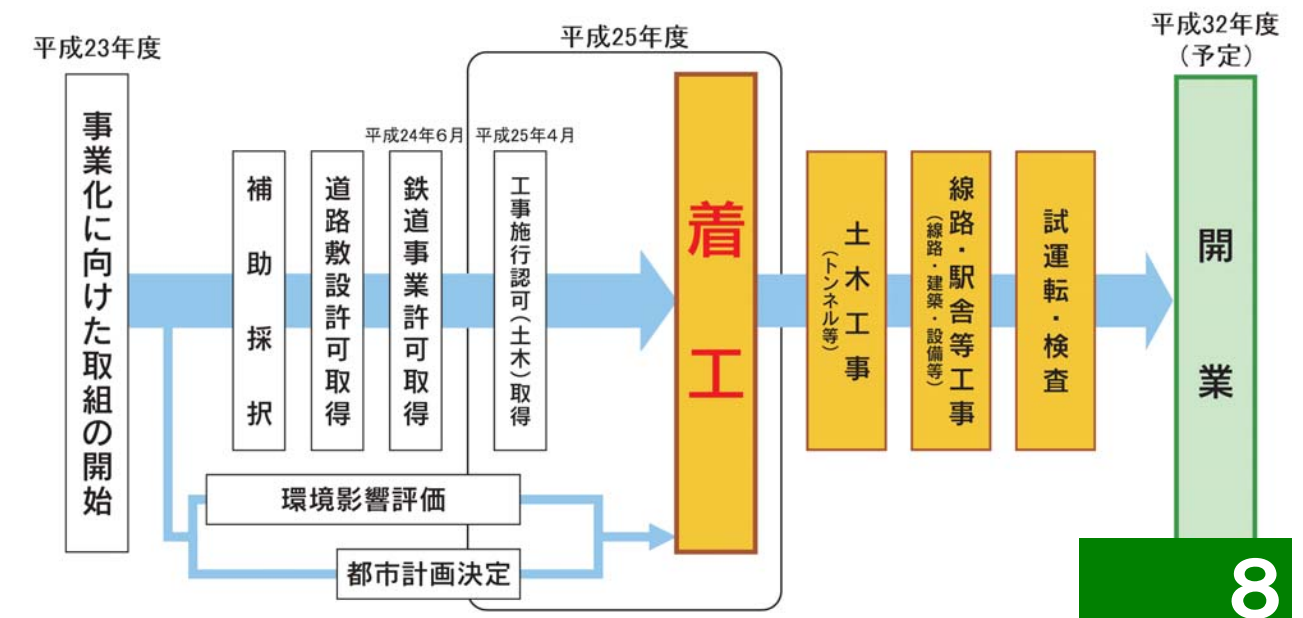 平成23年度
事業化に向けた取組の開始
補助採択
道路敷設許可取得
平成24年6月
鉄道事業許可取得
平成25年度
平成25年4月
工事施行認可(土木)取得
環境影響評価
都市計画決定
着工
土木工事
(トンネル等)
線路・駅舎等工事
(線路・建築・設備等)
試運転・検査
平成32年度
(予定)
開業
8